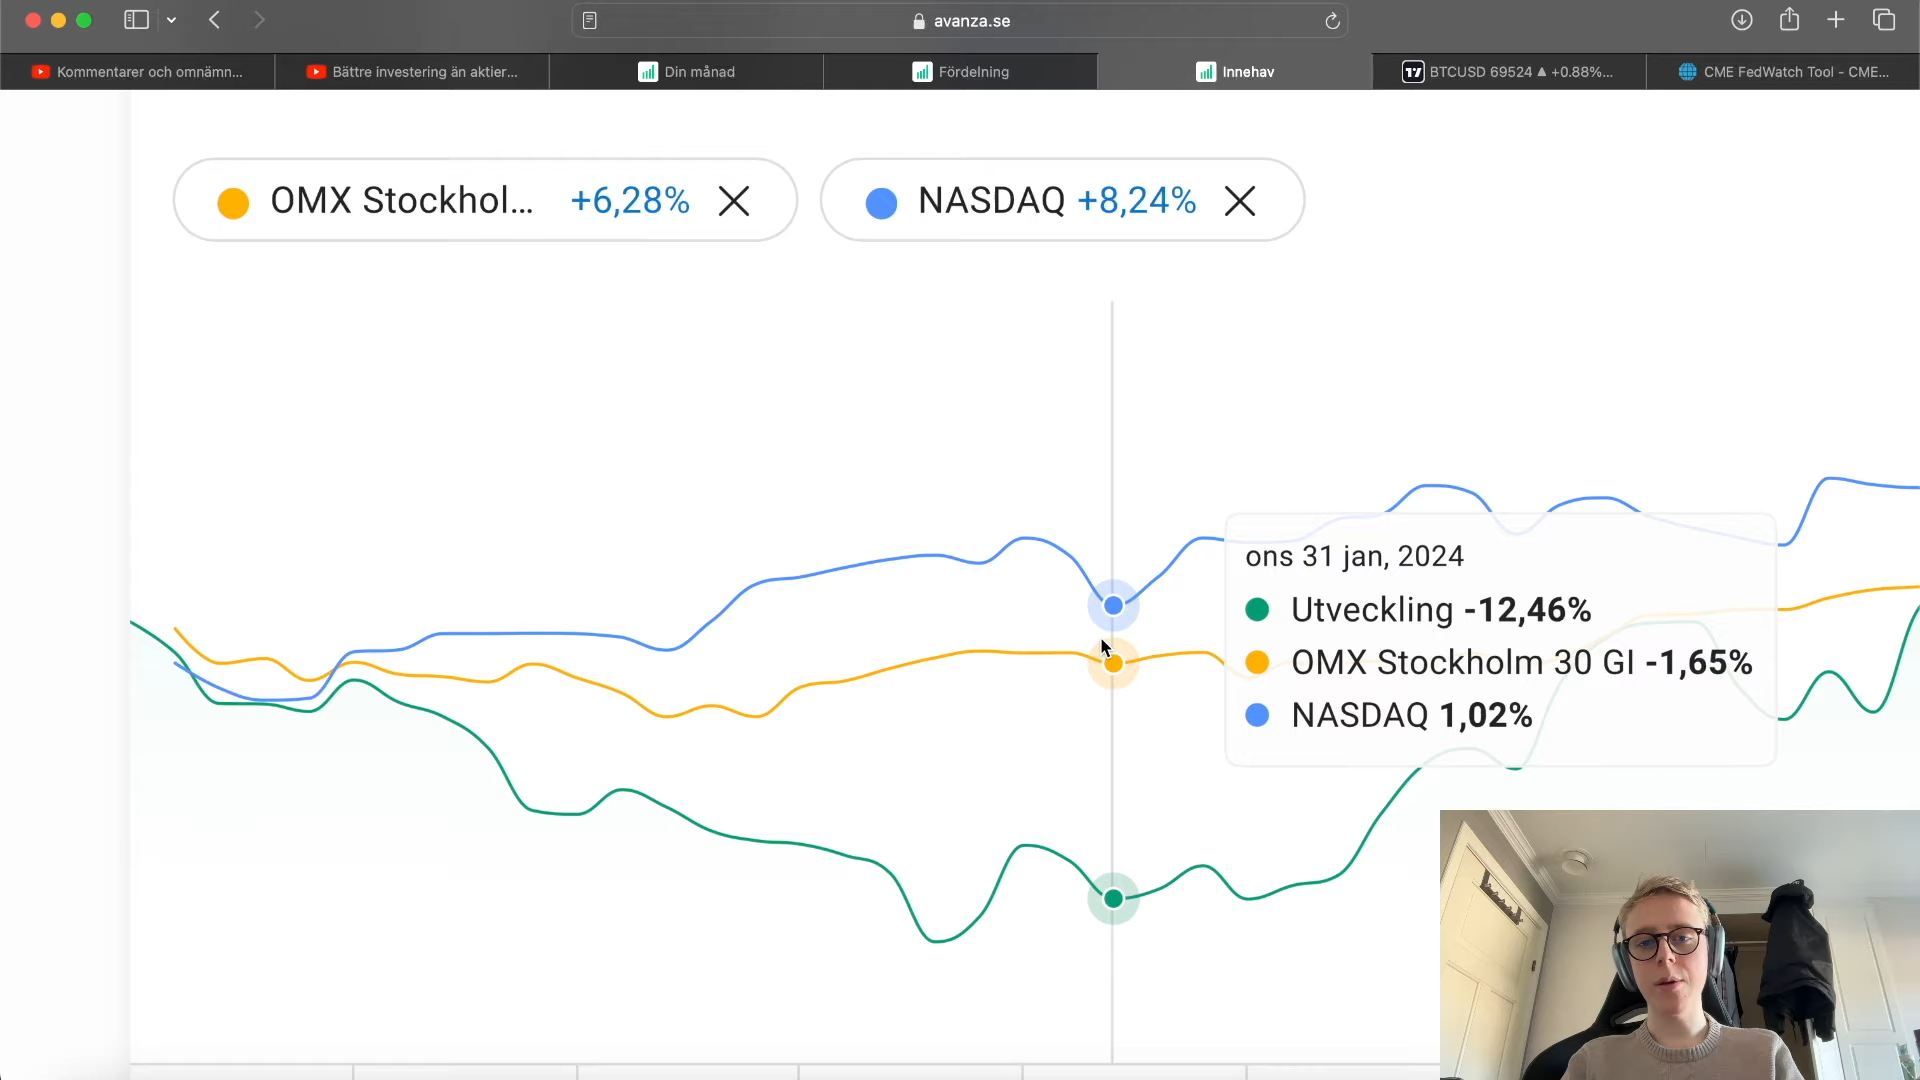 avanza.se
Kommentarer och omnämn...
Bättre investering än aktier...
Din månad
Fördelning
Innehav
BTCUSD 69524 ▲ +0.88%...
CME FedWatch Tool - CME...
OMX Stockhol... +6,28%
NASDAQ +8,24%
ons 31 jan, 2024
Utveckling -12,46%
OMX Stockholm 30 GI -1,65%
NASDAQ 1,02%